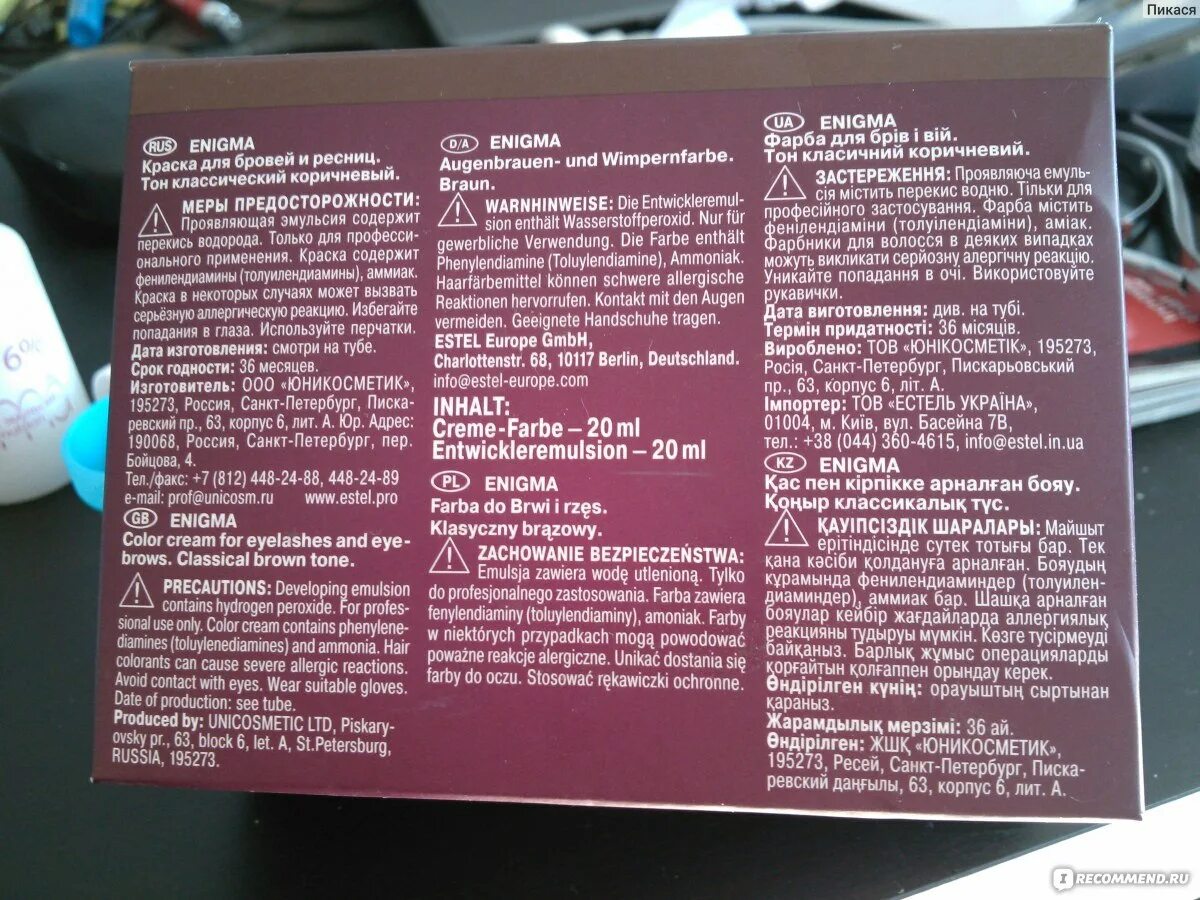 Пикася
RUS ENIGMA
Краска для бровей и ресниц.
Тон классический коричневый.
МЕРЫ ПРЕДОСТОРОЖНОСТИ:
Проявляющая эмульсия содержит
перекись водорода. Только для професси-
онального применения. Краска содержит
фенилендиамины (толуилендиамины), аммиак.
Краска в некоторых случаях может вызвать
серьёзную аллергическую реакцию. Избегайте
попадания в глаза. Используйте перчатки.
Дата изготовления: смотри на тубе.
Срок годности: 36 месяцев.
Изготовитель: ООО «ЮНИКОСМЕТИК»,
195273, Россия, Санкт-Петербург, Писка-
ревский пр., 63, корпус 6, лит. А. Юр. Адрес:
190068, Россия, Санкт-Петербург, пер.
Бойцова, 4.
Тел./факс: +7 (812) 448-24-88, 448-24-89
e-mail: prof@unicosm.ru www.estel.pro
GB ENIGMA
Color cream for eyelashes and eye-
brows. Classical brown tone.
PRECAUTIONS: Developing emulsion
contains hydrogen peroxide. For profes-
sional use only. Color cream contains phenylene-
diamines (toluylenediamines) and ammonia. Hair
colorants can cause severe allergic reactions.
Avoid contact with eyes. Wear suitable gloves.
Date of production: see tube.
Produced by: UNICOSMETIC LTD, Piskary-
ovsky pr., 63, block 6, let. A, St.Petersburg,
RUSSIA, 195273.
D/A ENIGMA
Augenbrauen- und Wimpernfarbe.
Braun.
WARNHINWEISE: Die Entwickleremul-
sion enthält Wasserstoffperoxid. Nur für
gewerbliche Verwendung. Die Farbe enthält
Phenylendiamine (Toluylendiamine), Ammoniak.
Haarfärbemittel können schwere allergische
Reaktionen hervorrufen. Kontakt mit den Augen
vermeiden. Geeignete Handschuhe tragen.
ESTEL Europe GmbH,
Charlottenstr. 68, 10117 Berlin, Deutschland.
info@estel-europe.com
INHALT:
Creme-Farbe – 20 ml
Entwickleremulsion – 20 ml
PL ENIGMA
Farba do Brwi i rzęs.
Klasyczny brązowy.
ZACHOWANIE BEZPIECZEŃSTWA:
Emulsja zawiera wodę utlenioną. Tylko
do profesjonalnego zastosowania. Farba zawiera
fenylendiaminy (toluylendiaminy), amoniak. Farby
w niektórych przypadkach mogą powodować
poważne reakcje alergiczne. Unikać dostania się
farby do oczu. Stosować rękawiczki ochronne.
UA ENIGMA
Фарба для брів і вій.
Тон класичний коричневий.
ЗАСТЕРЕЖЕННЯ: Проявляюча емуль-
сія містить перекис водню. Тільки для
професійного застосування. Фарба містить
фенілендіаміни (толуілендіаміни), аміак.
Фарбники для волосся в деяких випадках
можуть викликати серйозну алергічну реакцію.
Уникайте попадання в очі. Використовуйте
рукавички.
Дата виготовлення: див. на тубі.
Термін придатності: 36 місяців.
Вироблено: ТОВ «ЮНІКОСМЕТІК», 195273,
Росія, Санкт-Петербург, Пискарьовський
пр., 63, корпус 6, літ. А.
Імпортер: ТОВ «ЕСТЕЛЬ УКРАЇНА»,
01004, м. Київ, вул. Басейна 7В,
тел.: +38 (044) 360-4615, info@estel.in.ua
KZ ENIGMA
Қас пен кірпікке арналған бояу.
Қоңыр классикалық түс.
ҚАУІПСІЗДІК ШАРАЛАРЫ: Майшыт
ерітіндісінде сутек тотығы бар. Тек
қана кәсіби қолдануға арналған. Бояудың
құрамында фенилендиаминдер (толуилен-
диаминдер), аммиак бар. Шашқа арналған
бояулар кейбір жағдайларда аллергиялық
реакцияны тудыруы мүмкін. Көзге түсірмеуді
байқаңыз. Барлық жұмыс операцияларды
қорғайтын қолғаппен орындау керек.
Өндірілген күнің: орауыштың сыртынан
қараңыз.
Жарамдылық мерзімі: 36 ай.
Өндірілген: ЖШҚ «ЮНИКОСМЕТИК»,
195273, Ресей, Санкт-Петербург, Писка-
ревский даңғылы, 63, корпус 6, лит. А.
6%
IRECOMMEND.RU